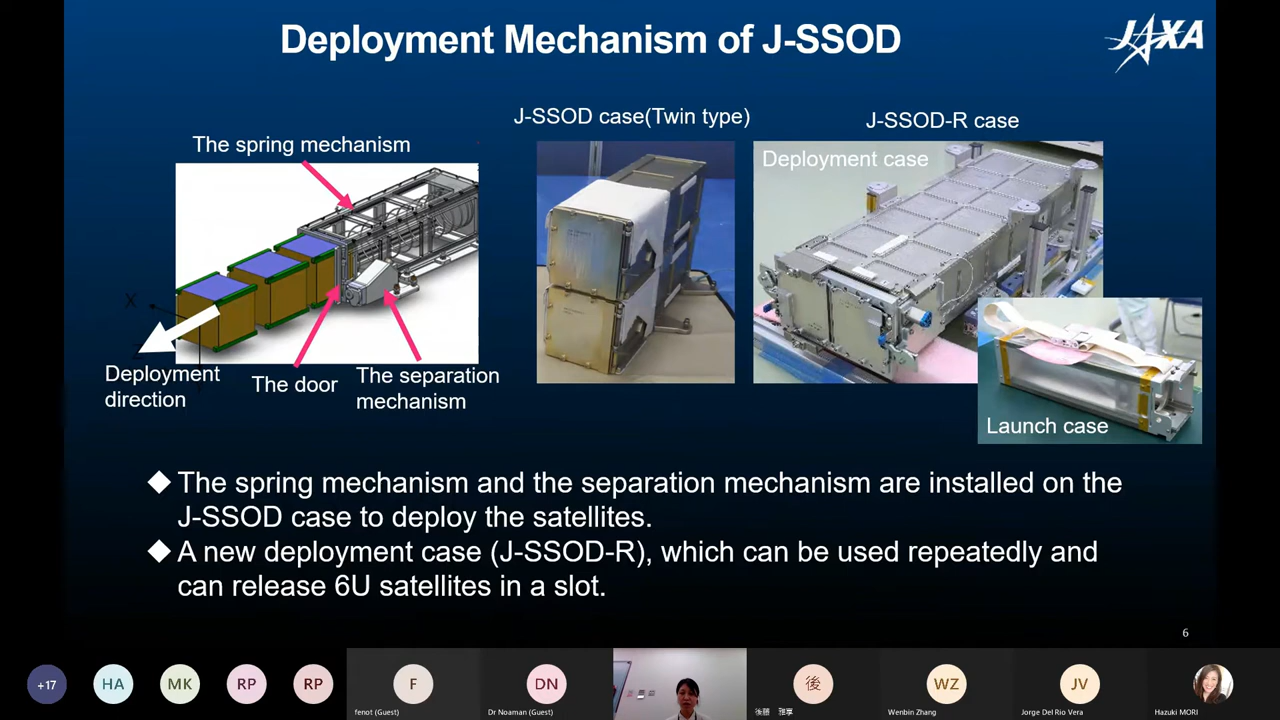 Deployment Mechanism of J-SSOD
JAXA
J-SSOD case(Twin type)
J-SSOD-R case
The spring mechanism
Deployment case
X
Deployment
direction
The door
The separation
mechanism
Launch case
◆ The spring mechanism and the separation mechanism are installed on the
J-SSOD case to deploy the satellites.
◆ A new deployment case (J-SSOD-R), which can be used repeatedly and
can release 6U satellites in a slot.
6
+17
HA
MK
RP
RP
F
DN
後
WZ
JV
fenot (Guest)
Dr Noaman (Guest)
Wenbin Zhang
Jorge Del Rio Vera
Hazuki MORI